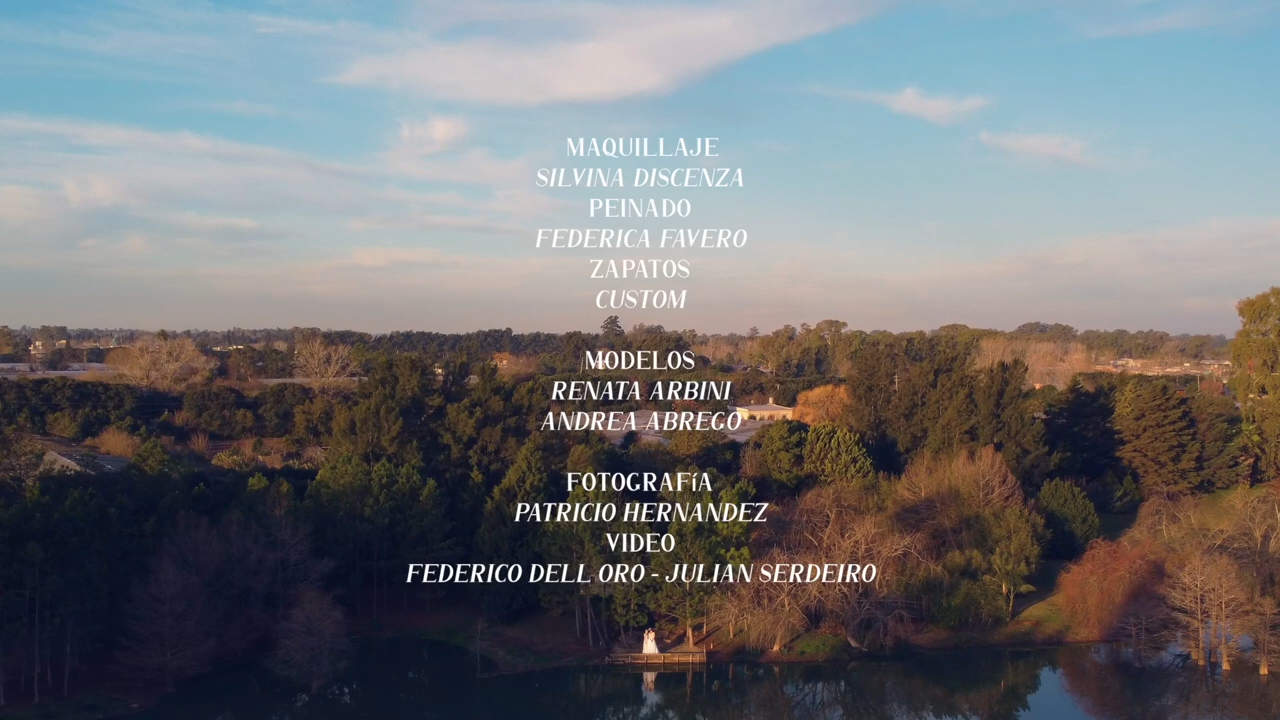 MAQUILLAJE
SILVINA DISCENZA
PEINADO
FEDERICA FAVERO
ZAPATOS
CUSTOM
MODELOS
RENATA ARBINI
ANDREA ABREGO
FOTOGRAFíA
PATRICIO HERNANDEZ
VIDEO
FEDERICO DELL ORO - JULIAN SERDEIRO